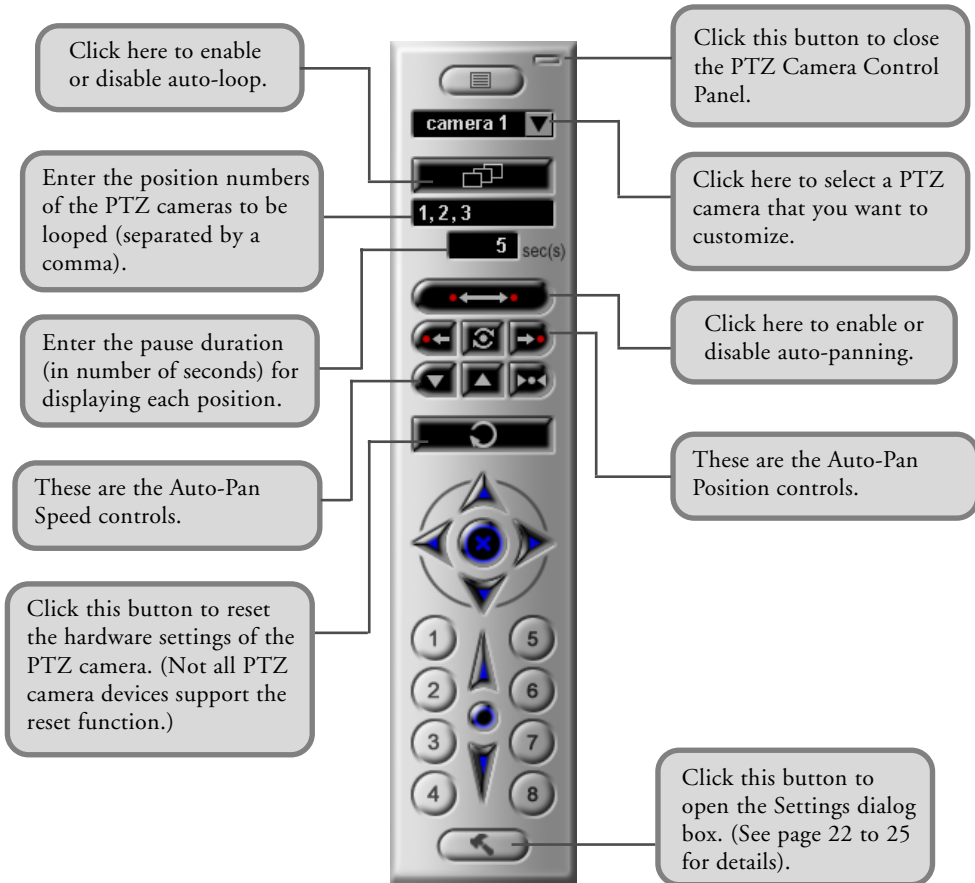 Click here to enable
or disable auto-loop.
Enter the position numbers
of the PTZ cameras to be
looped (separated by a
comma).
Enter the pause duration
(in number of seconds) for
displaying each position.
These are the Auto-Pan
Speed controls.
Click this button to reset
the hardware settings of the
PTZ camera. (Not all PTZ
camera devices support the
reset function.)
camera 1
1,2,3
5 sec(s)
1
5
2
6
3
7
4
8
Click this button to close
the PTZ Camera Control
Panel.
Click here to select a PTZ
camera that you want to
customize.
Click here to enable or
disable auto-panning.
These are the Auto-Pan
Position controls.
Click this button to
open the Settings dialog
box. (See page 22 to 25
for details).